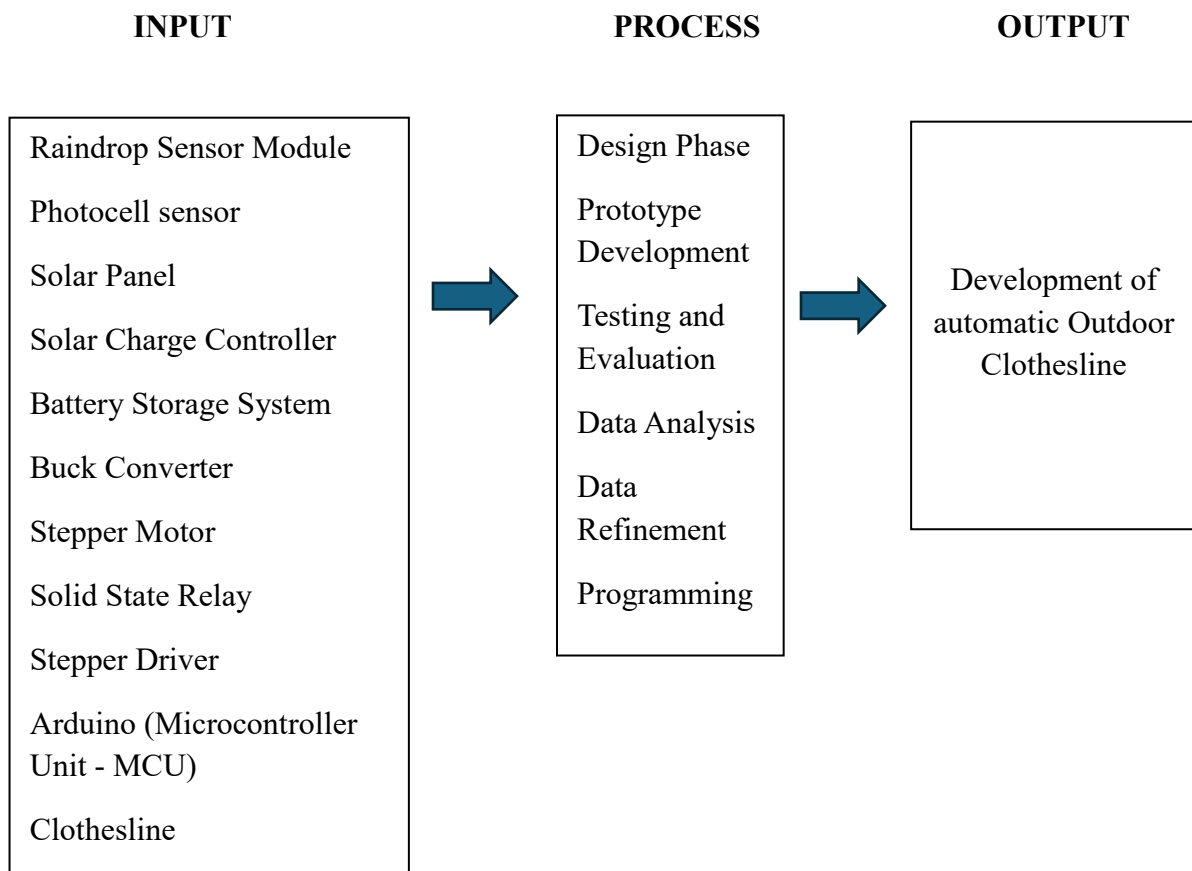 INPUT
PROCESS
OUTPUT
Raindrop Sensor Module
Photocell sensor
Solar Panel
Solar Charge Controller
Battery Storage System
Buck Converter
Stepper Motor
Solid State Relay
Stepper Driver
Arduino (Microcontroller
Unit - MCU)
Clothesline
Design Phase
Prototype
Development
Testing and
Evaluation
Data Analysis
Data
Refinement
Programming
Development of
automatic Outdoor
Clothesline